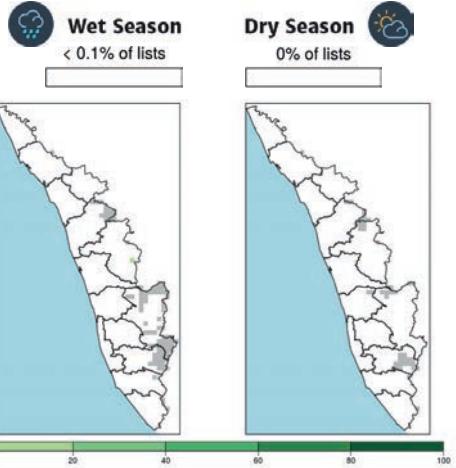 Wet Season
< 0.1% of lists
Dry Season
0% of lists
20 40 60 80 100